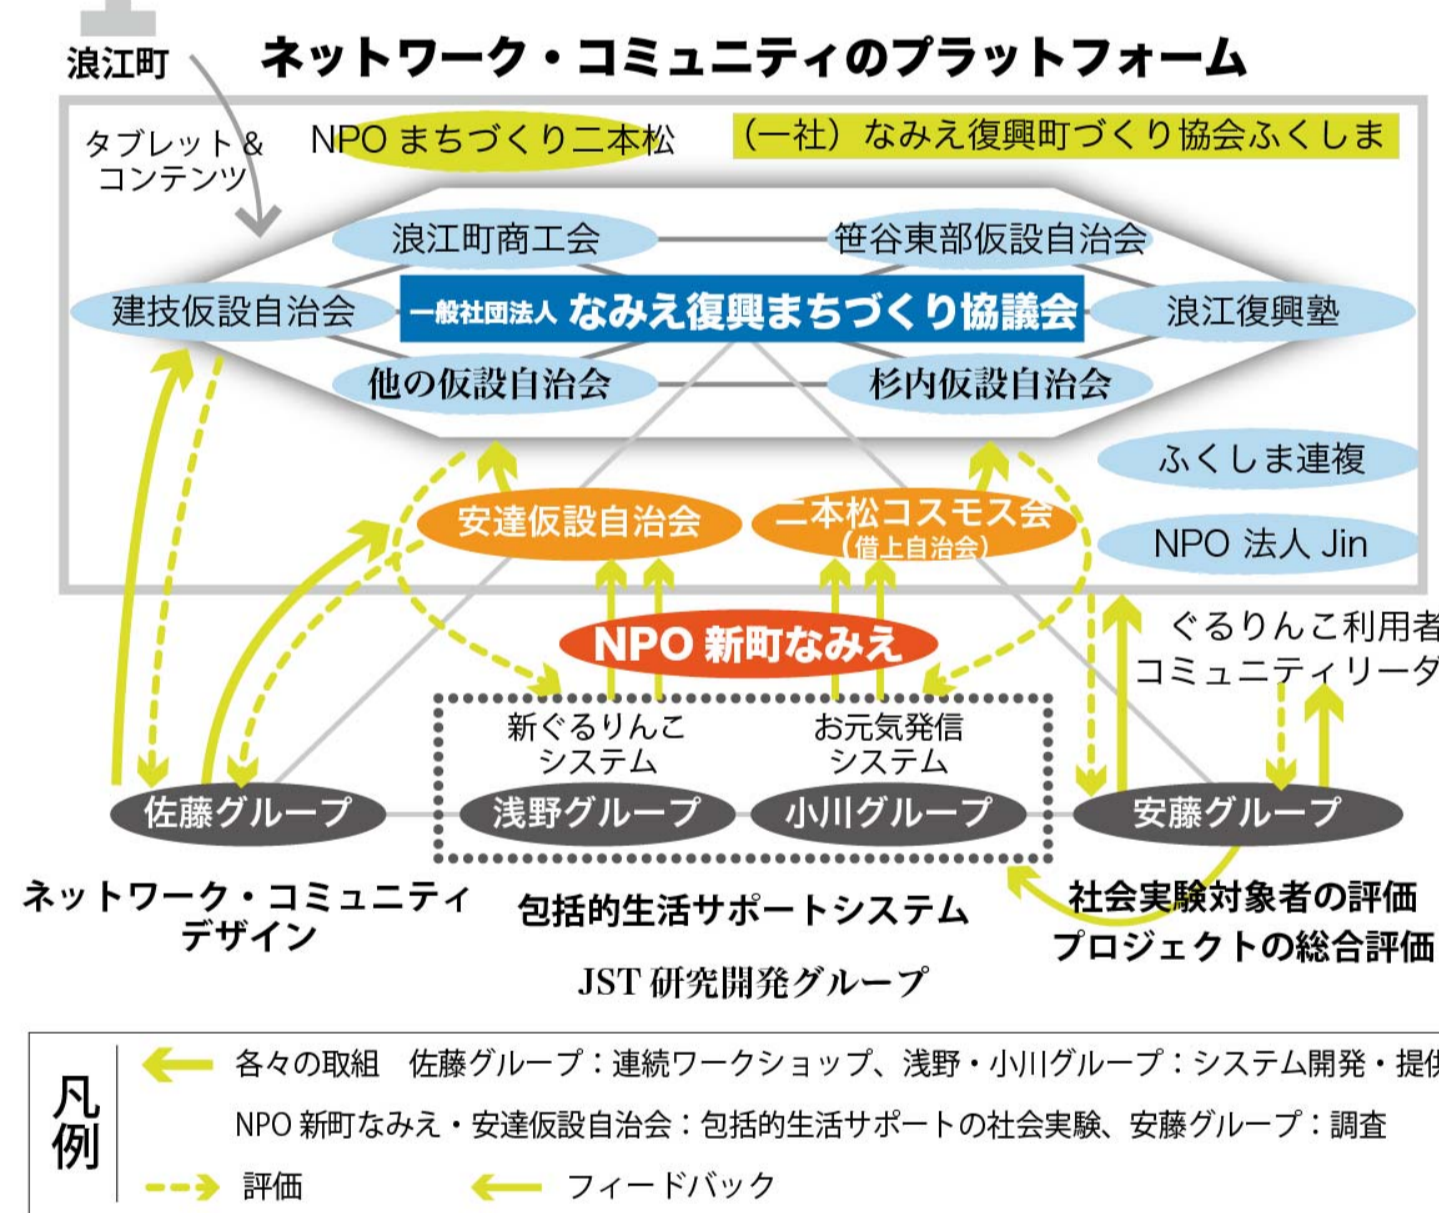 浪江町
ネットワーク・コミュニティのプラットフォーム
タブレット &
コンテンツ
NPO まちづくり二本松
（一社）なみえ復興町づくり協会ふくしま
浪江町商工会
笹谷東部仮設自治会
建技仮設自治会
一般社団法人 なみえ復興まちづくり協議会
浪江復興塾
他の仮設自治会
杉内仮設自治会
ふくしま連複
安達仮設自治会
二本松コスモス会
（借上自治会）
NPO 法人 Jin
NPO 新町なみえ
ぐるりんこ利用者
コミュニティリーダ
新ぐるりんこ
システム
お元気発信
システム
佐藤グループ
浅野グループ
小川グループ
安藤グループ
ネットワーク・コミュニティ
デザイン
包括的生活サポートシステム
社会実験対象者の評価
プロジェクトの総合評価
JST 研究開発グループ
凡例
各々の取組　佐藤グループ：連続ワークショップ、浅野・小川グループ：システム開発・提供
NPO 新町なみえ・安達仮設自治会：包括的生活サポートの社会実験、安藤グループ：調査
評価
フィードバック